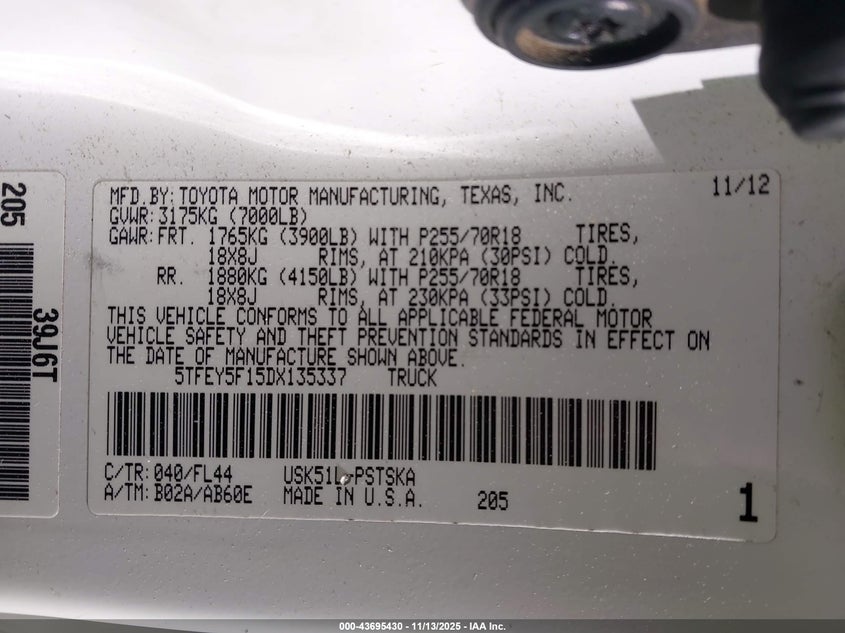 MFD.BY:TOYOTA MOTOR MANUFACTURING, TEXAS, INC. 11/12
GVWR:3175KG (7000LB)
GAWR:FRT. 1765KG (3900LB) WITH P255/70R18 TIRES,
18X8J RIMS, AT 210KPA (30PSI) COLD.
RR. 1880KG (4150LB) WITH P255/70R18 TIRES,
18X8J RIMS, AT 230KPA (33PSI) COLD.
THIS VEHICLE CONFORMS TO ALL APPLICABLE FEDERAL MOTOR
VEHICLE SAFETY AND THEFT PREVENTION STANDARDS IN EFFECT ON
THE DATE OF MANUFACTURE SHOWN ABOVE.
5TFEY5F15DX135337 TRUCK
C/TR:040/FL44 USK51L-PSTSKA
A/TM:B02A/AB60E MADE IN U.S.A. 205 1
205
39J6T
000-43695430 - 11/13/2025 - IAA Inc.